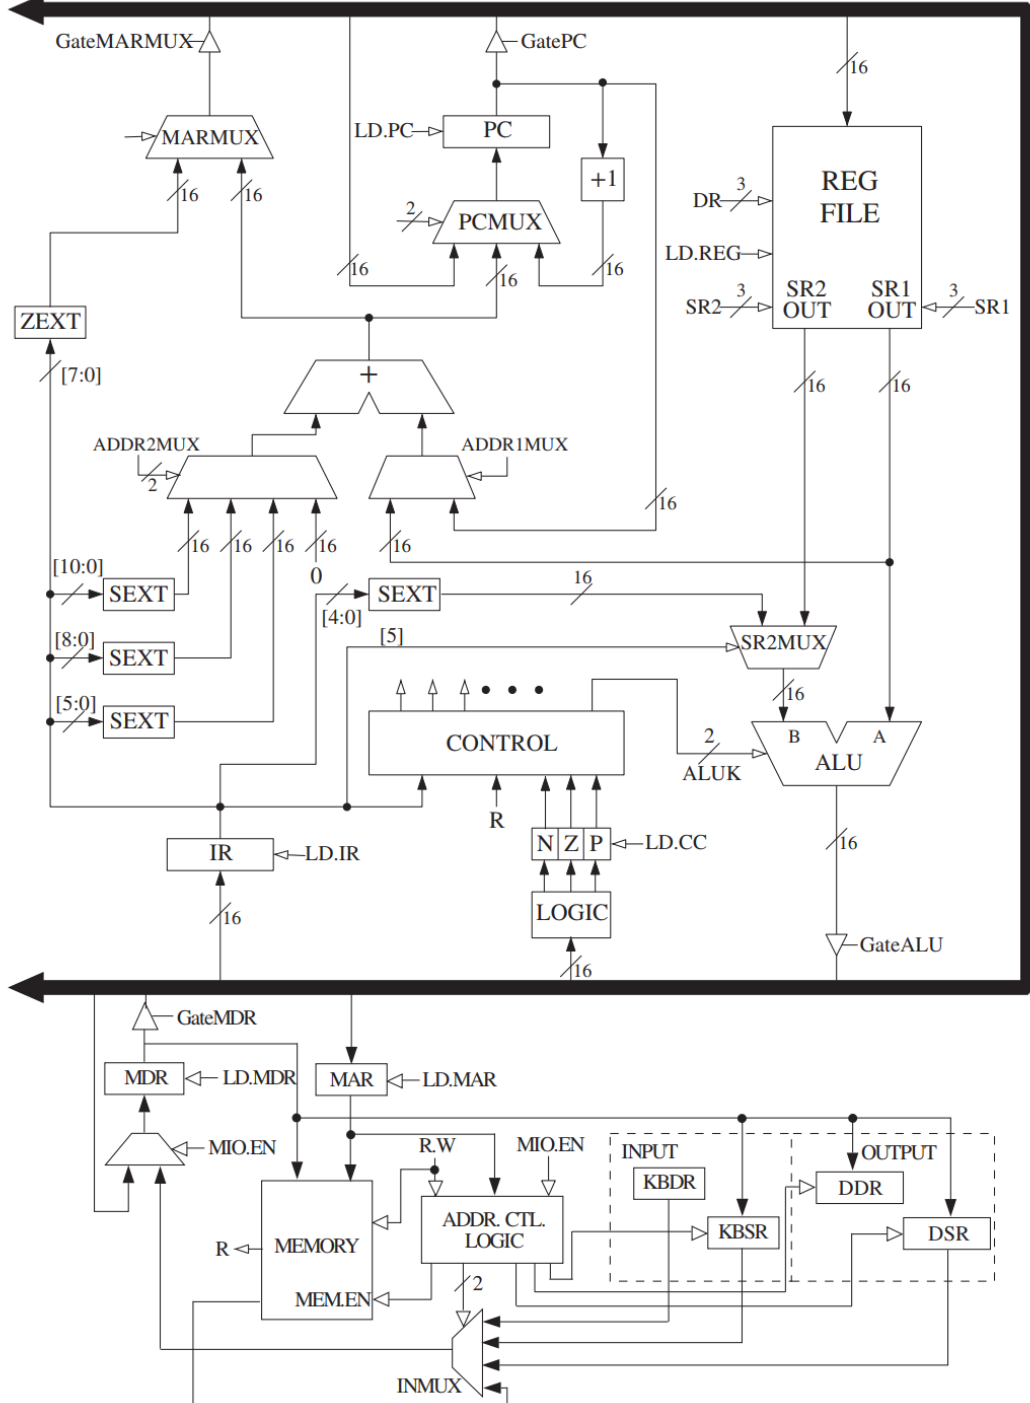 GateMARMUX
GatePC
16
MARMUX
LD.PC
PC
+1
REG
FILE
DR
3
LD.REG
16
16
2
PCMUX
16
16
16
SR2
3
SR2
OUT
SR1
OUT
3
SR1
ZEXT
[7:0]
+
16
16
ADDR2MUX
2
ADDR1MUX
16
16
16
16
16
16
0
[10:0]
SEXT
[4:0]
SEXT
16
[8:0]
SEXT
[5]
SR2MUX
[5:0]
SEXT
16
CONTROL
2
ALUK
B
A
ALU
R
N
Z
P
LD.CC
IR
LD.IR
16
LOGIC
16
16
GateALU
GateMDR
MDR
LD.MDR
MAR
LD.MAR
MIO.EN
R.W
MIO.EN
INPUT
OUTPUT
KBDR
DDR
ADDR. CTL.
LOGIC
KBSR
DSR
R
MEMORY
MEM.EN
2
INMUX